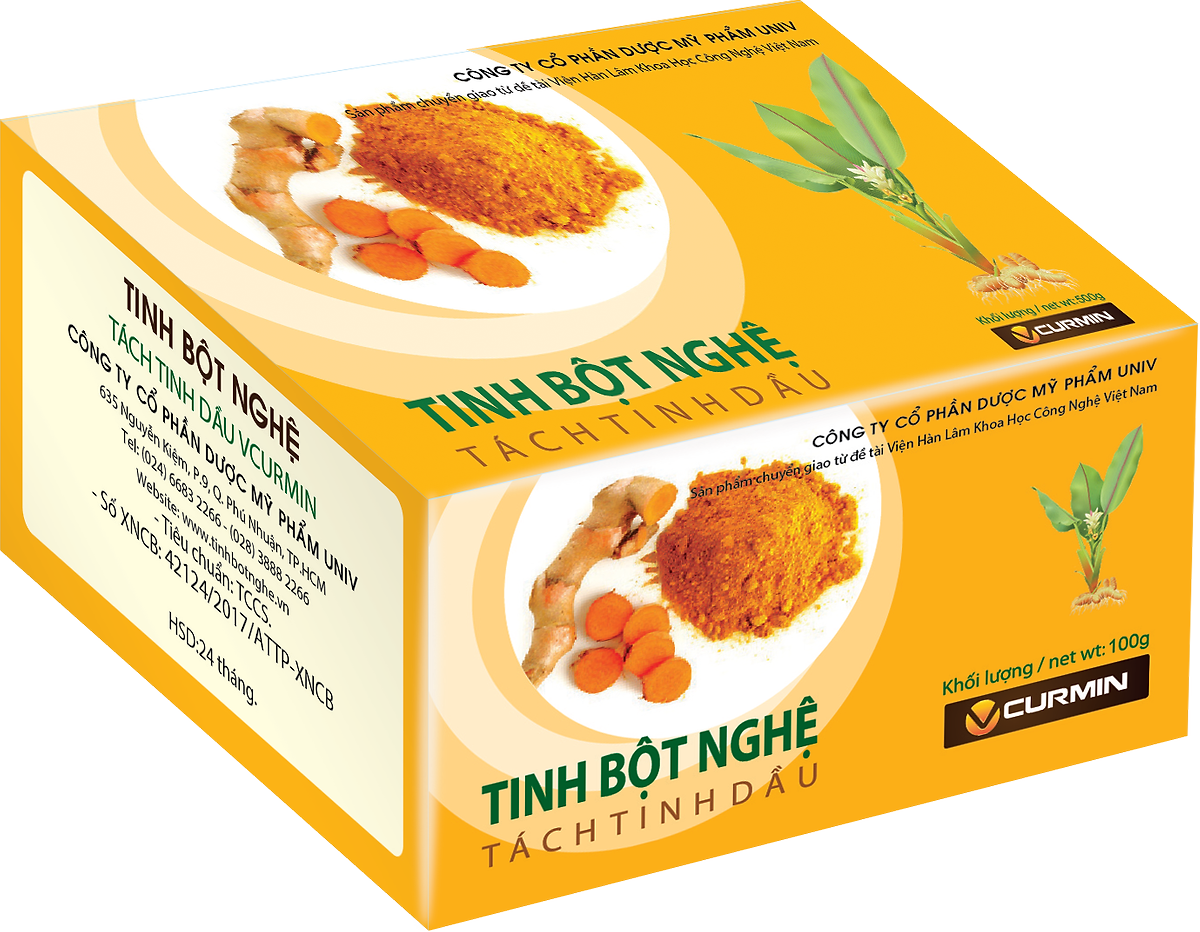 CÔNG TY CỔ PHẦN DƯỢC MỸ PHẨM UNIV
Sản phẩm chuyển giao từ đề tài Viện Hàn Lâm Khoa Học Công Nghệ Việt Nam
Khối lượng / net wt: 500g
VCURMIN
TINH BỘT NGHỆ
TÁCH TINH DẦU
TINH BỘT NGHỆ
TÁCH TINH DẦU VCURMIN
CÔNG TY CỔ PHẦN DƯỢC MỸ PHẨM UNIV
635 Nguyễn Kiệm, P.9, Q. Phú Nhuận, TP.HCM
Tel: (024) 6683 2266 - (028) 3888 2266
Website: www.tinhbotnghe.vn
- Tiêu chuẩn: TCCS.
- Số XNCB: 42124/2017/ATTP-XNCB
HSD:24 tháng.
CÔNG TY CỔ PHẦN DƯỢC MỸ PHẨM UNIV
Sản phẩm chuyển giao từ đề tài Viện Hàn Lâm Khoa Học Công Nghệ Việt Nam
Khối lượng / net wt: 100g
VCURMIN
TINH BỘT NGHỆ
TÁCH TINH DẦU